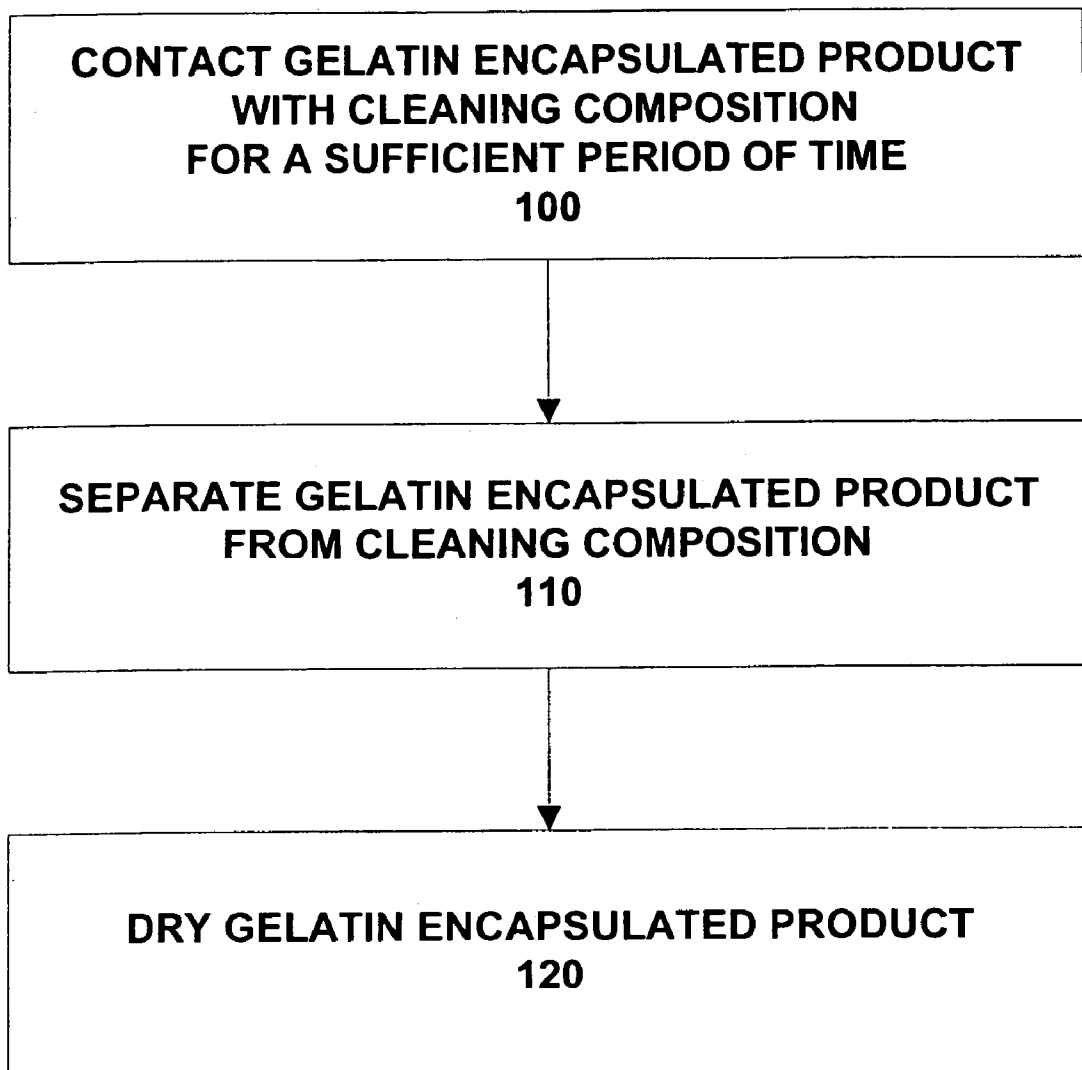 CONTACT GELATIN ENCAPSULATED PRODUCT
WITH CLEANING COMPOSITION
FOR A SUFFICIENT PERIOD OF TIME
100
SEPARATE GELATIN ENCAPSULATED PRODUCT
FROM CLEANING COMPOSITION
110
DRY GELATIN ENCAPSULATED PRODUCT
120